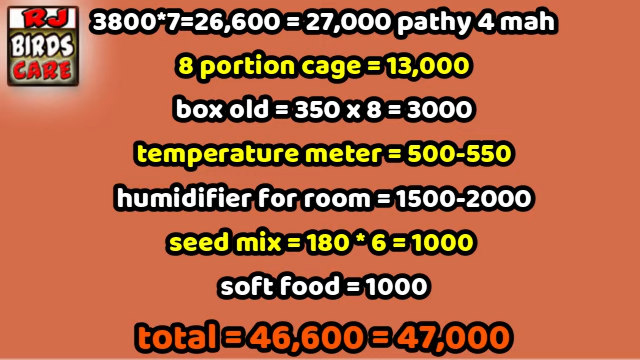 RJ
BIRDS
CARE
3800*7=26,600 = 27,000 pathy 4 mah
8 portion cage = 13,000
box old = 350 x 8 = 3000
temperature meter = 500-550
humidifier for room = 1500-2000
seed mix = 180 * 6 = 1000
soft food = 1000
total = 46,600 = 47,000